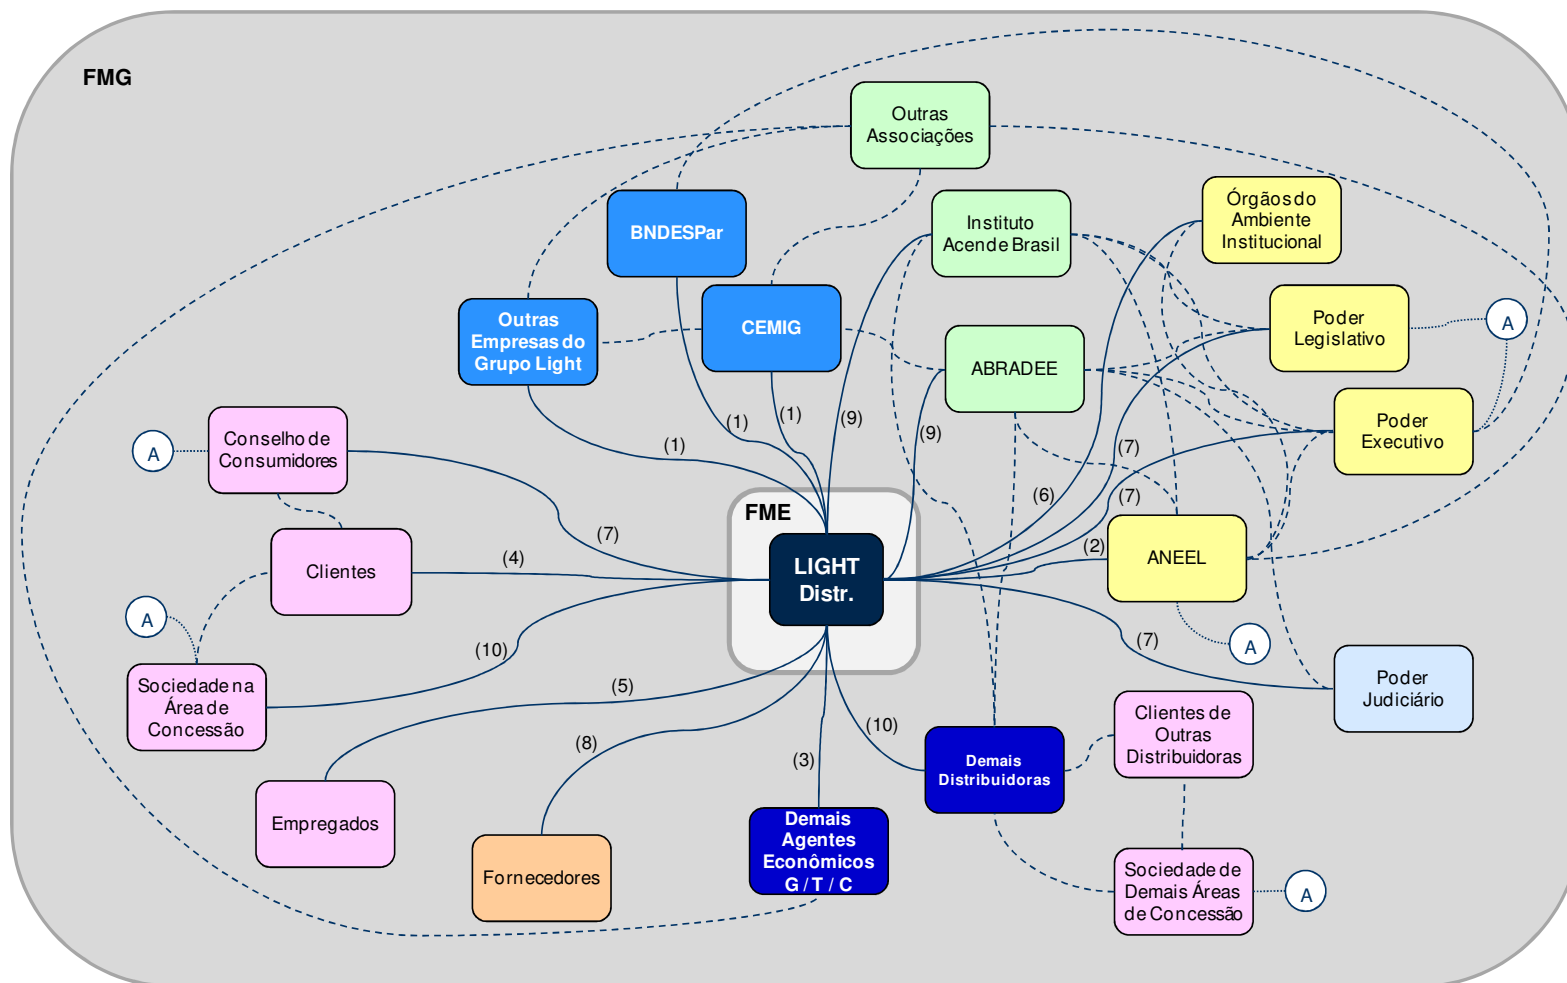 FMG
Outras
Associações
BNDESPar
Instituto
Acende Brasil
Órgãos do
Ambiente
Institucional
Outras
Empresas do
Grupo Light
CEMIG
ABRADEE
Poder
Legislativo
A
Poder
Executivo
Conselho de
Consumidores
A
(1)
(1)
(1)
(9)
(9)
(7)
(6)
(7)
(2)
(7)
(4)
FME
LIGHT
Distr.
ANEEL
A
Clientes
A
(10)
(7)
Sociedade na
Área de
Concessão
(5)
(8)
(3)
(10)
Poder
Judiciário
Clientes de
Outras
Distribuidoras
Demais
Distribuidoras
Empregados
Fornecedores
Demais
Agentes
Econômicos
G / T / C
Sociedade de
Demais Áreas
de Concessão
A